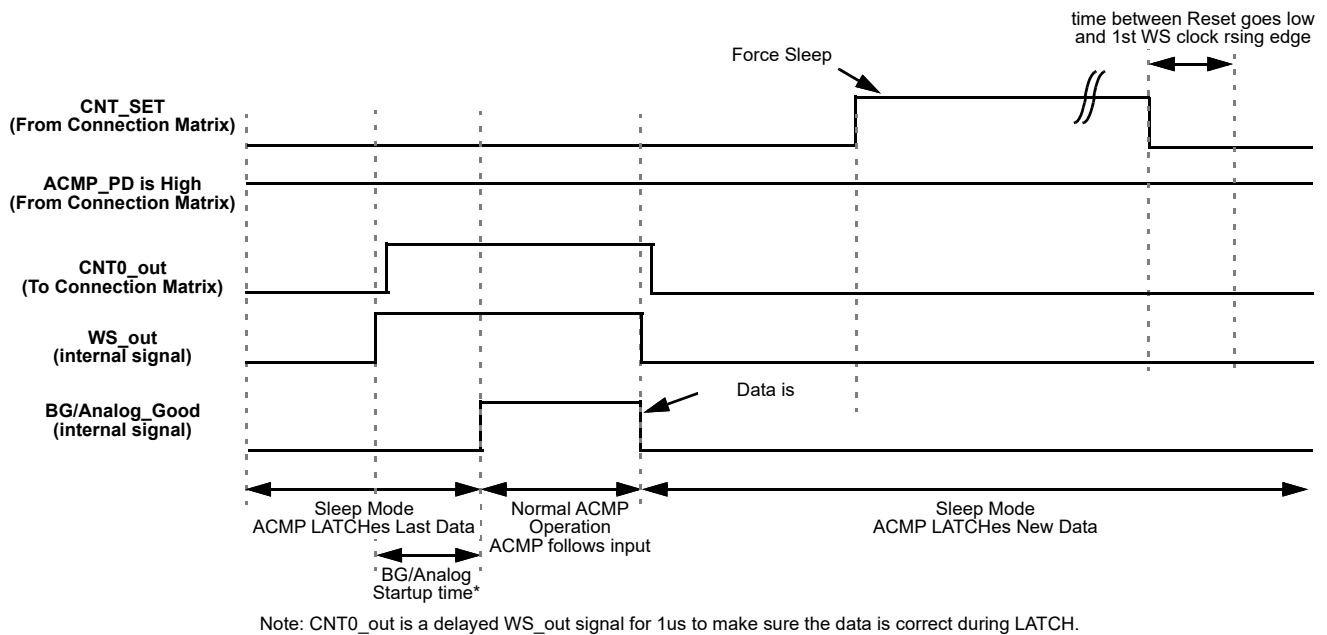 time between Reset goes low
and 1st WS clock rsing edge
Force Sleep
CNT_SET
(From Connection Matrix)
ACMP_PD is High
(From Connection Matrix)
CNT0_out
(To Connection Matrix)
WS_out
(internal signal)
Data is
BG/Analog_Good
(internal signal)
Sleep Mode
ACMP LATCHes Last Data
Normal ACMP
Operation
ACMP follows input
Sleep Mode
ACMP LATCHes New Data
BG/Analog
Startup time*
Note: CNT0_out is a delayed WS_out signal for 1us to make sure the data is correct during LATCH.